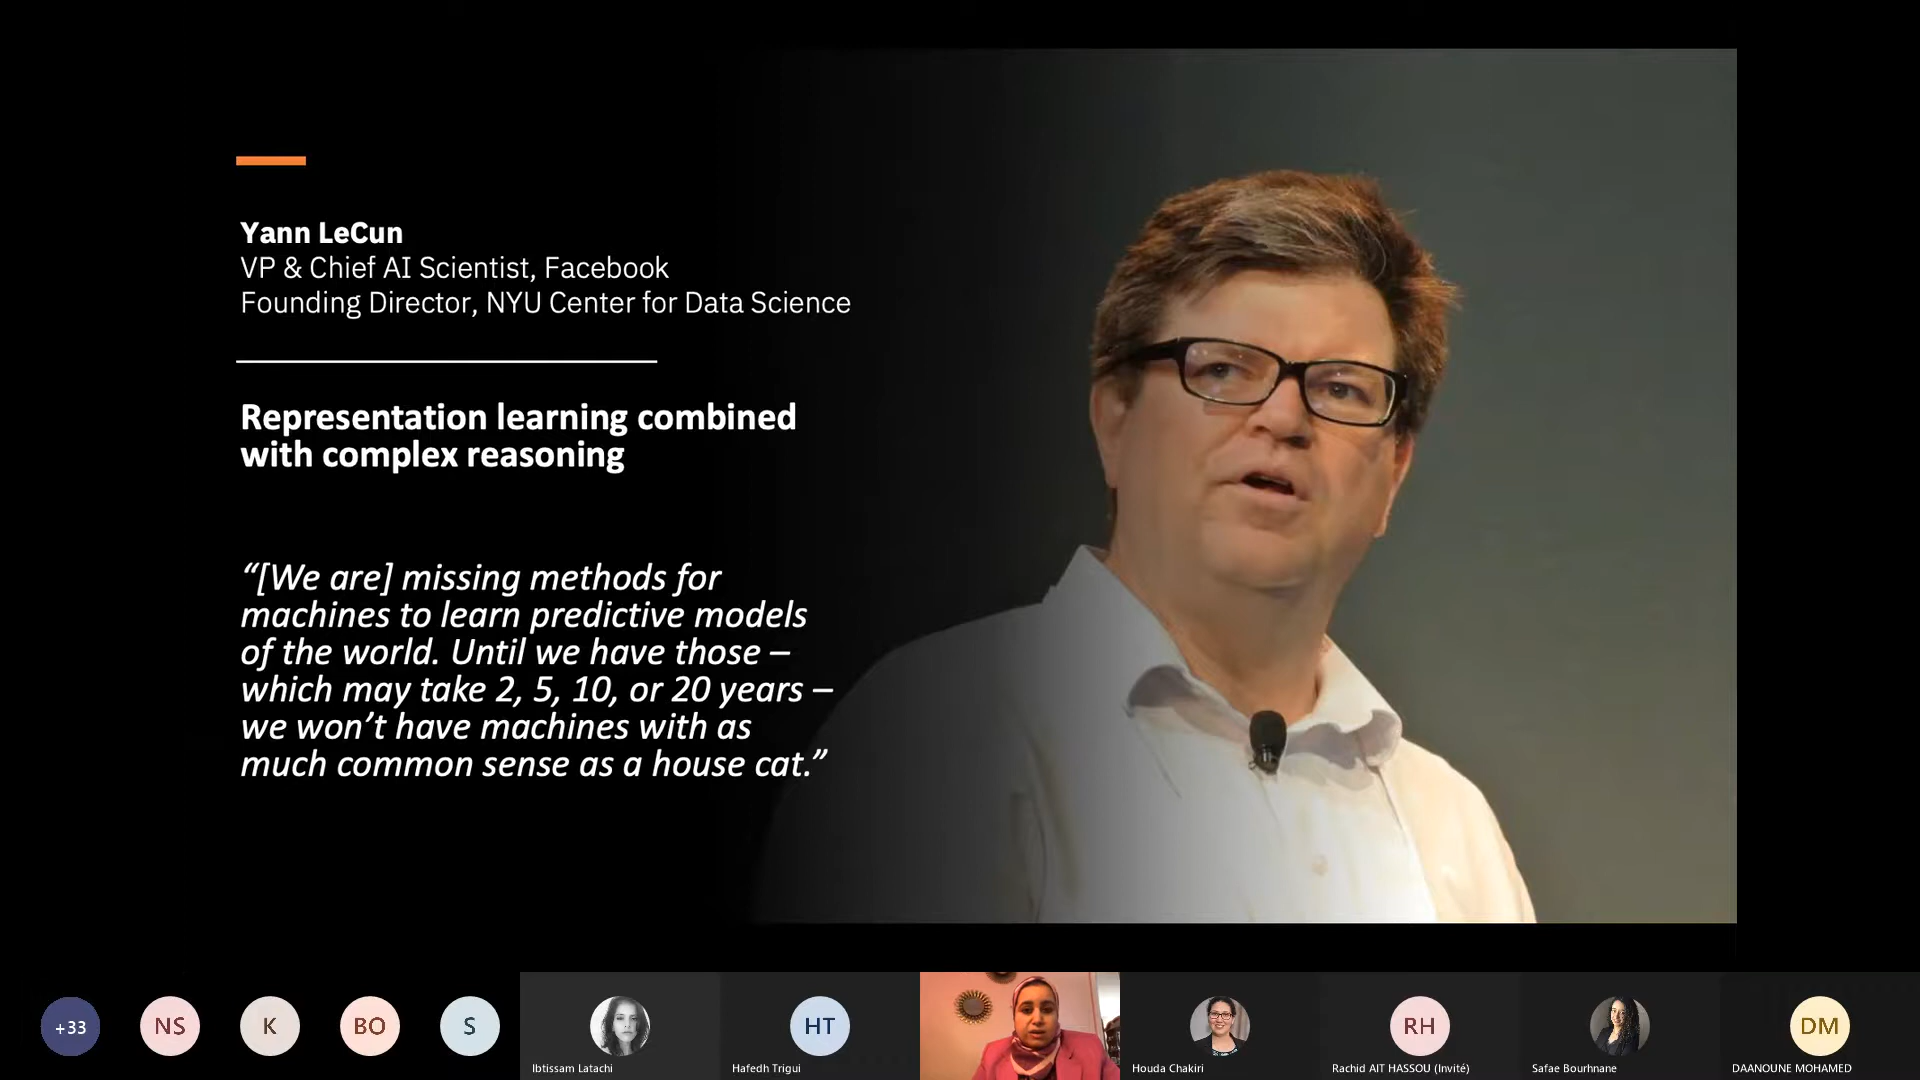 Yann LeCun
VP & Chief AI Scientist, Facebook
Founding Director, NYU Center for Data Science
Representation learning combined
with complex reasoning
“[We are] missing methods for
machines to learn predictive models
of the world. Until we have those –
which may take 2, 5, 10, or 20 years –
we won’t have machines with as
much common sense as a house cat.”
+33
NS
K
BO
S
Ibtissam Latachi
HT
Hafedh Trigui
Houda Chakiri
RH
Rachid AIT HASSOU (Invité)
Safae Bourhnane
DM
DAANOUNE MOHAMED